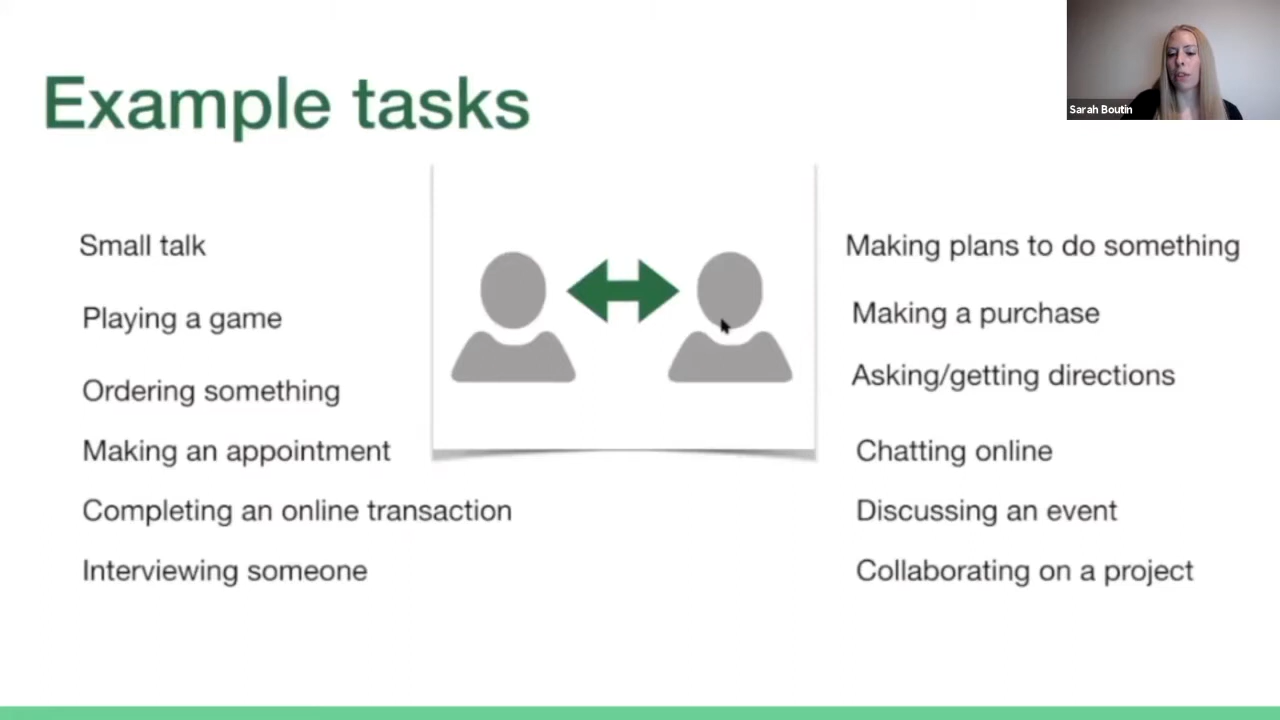 Example tasks
Sarah Boutin
Small talk
Playing a game
Ordering something
Making an appointment
Completing an online transaction
Interviewing someone
Making plans to do something
Making a purchase
Asking/getting directions
Chatting online
Discussing an event
Collaborating on a project